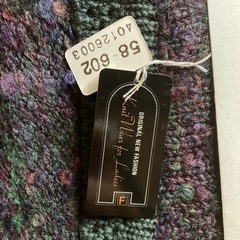 58-602
40126003
ORIGINAL NEW FASHION
Knit Wear for Ladies
F